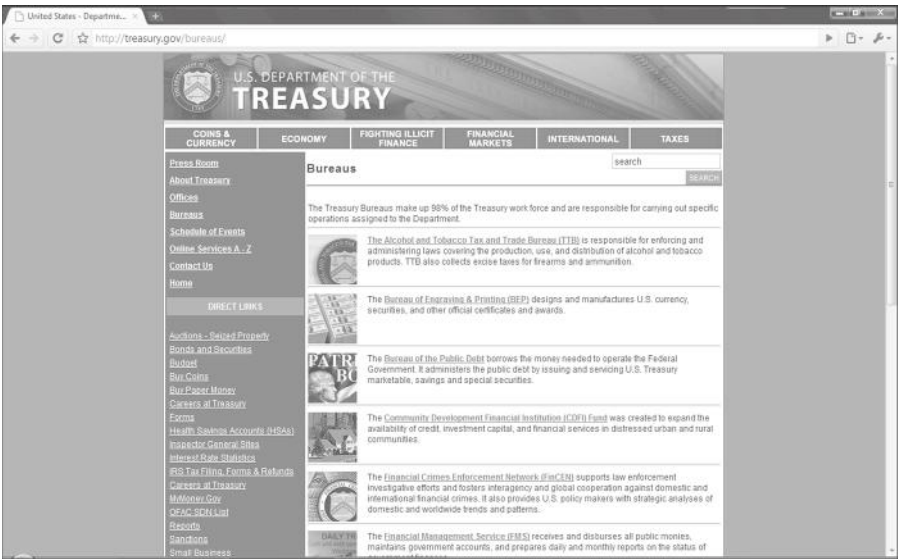 United States - Departme...
http://treasury.gov/bureaus/
U.S. DEPARTMENT OF THE
TREASURY
COINS & CURRENCY
ECONOMY
FIGHTING ILLICIT FINANCE
FINANCIAL MARKETS
INTERNATIONAL
TAXES
Press Room
About Treasury
Offices
Bureaus
Schedule of Events
Online Services A - Z
Contact Us
Home
DIRECT LINKS
Auctions - Seized Property
Bonds and Securities
Budget
Buy Coins
Buy Paper Money
Careers at Treasury
Forms
Health Savings Accounts (HSAs)
Inspector General Sites
Interest Rate Statistics
IRS Tax Filing, Forms & Refunds
Careers at Treasury
MyMoney.Gov
OFAC SDN List
Reports
Sanctions
Small Business
Bureaus
search
SEARCH
The Treasury Bureaus make up 98% of the Treasury work force and are responsible for carrying out specific
operations assigned to the Department.
The Alcohol and Tobacco Tax and Trade Bureau (TTB) is responsible for enforcing and
administering laws covering the production, use, and distribution of alcohol and tobacco
products. TTB also collects excise taxes for firearms and ammunition.
The Bureau of Engraving & Printing (BEP) designs and manufactures U.S. currency,
securities, and other official certificates and awards.
PATR
BO
The Bureau of the Public Debt borrows the money needed to operate the Federal
Government. It administers the public debt by issuing and servicing U.S. Treasury
marketable, savings and special securities.
The Community Development Financial Institution (CDFI) Fund was created to expand the
availability of credit, investment capital, and financial services in distressed urban and rural
communities.
The Financial Crimes Enforcement Network (FinCEN) supports law enforcement
investigative efforts and fosters interagency and global cooperation against domestic and
international financial crimes. It also provides U.S. policy makers with strategic analyses of
domestic and worldwide trends and patterns.
DAILY TR
The Financial Management Service (FMS) receives and disburses all public monies,
maintains government accounts, and prepares daily and monthly reports on the status of